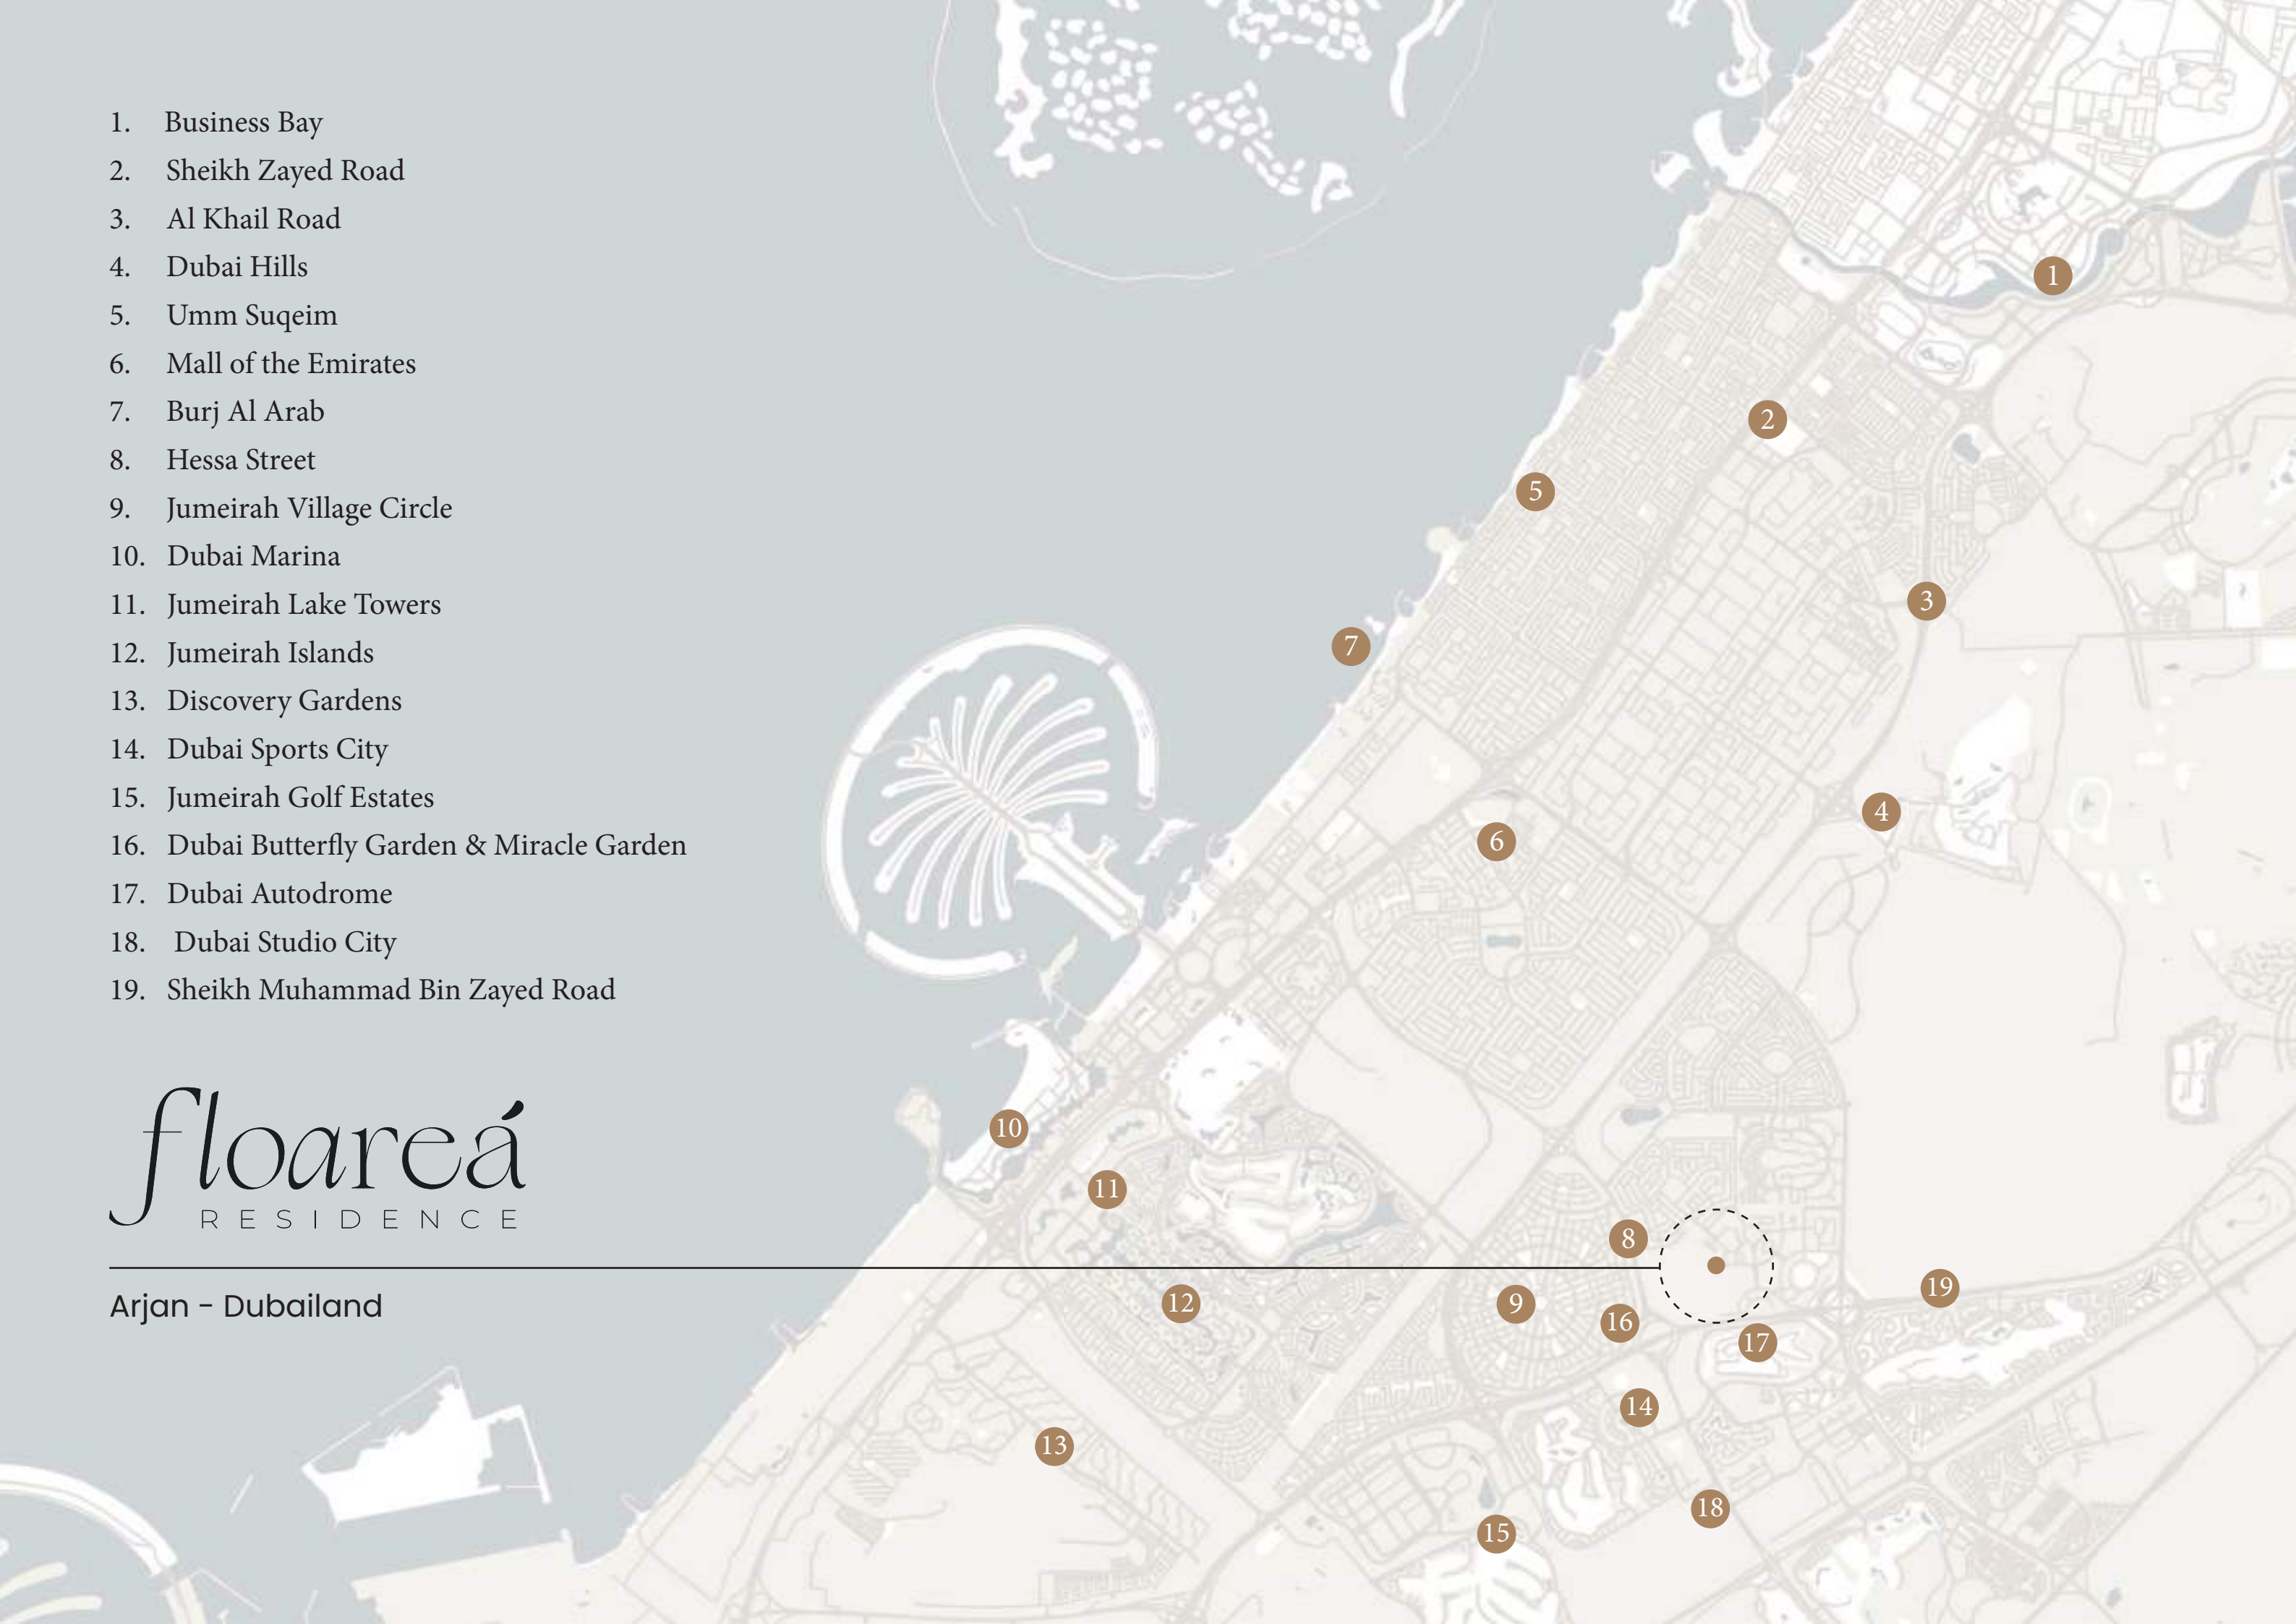 1. Business Bay
2. Sheikh Zayed Road
3. Al Khail Road
4. Dubai Hills
5. Umm Suqeim
6. Mall of the Emirates
7. Burj Al Arab
8. Hessa Street
9. Jumeirah Village Circle
10. Dubai Marina
11. Jumeirah Lake Towers
12. Jumeirah Islands
13. Discovery Gardens
14. Dubai Sports City
15. Jumeirah Golf Estates
16. Dubai Butterfly Garden & Miracle Garden
17. Dubai Autodrome
18. Dubai Studio City
19. Sheikh Muhammad Bin Zayed Road
floareá
RESIDENCE
Arjan - Dubailand
1
2
5
3
7
4
6
10
11
8
19
12
9
16
17
14
13
18
15